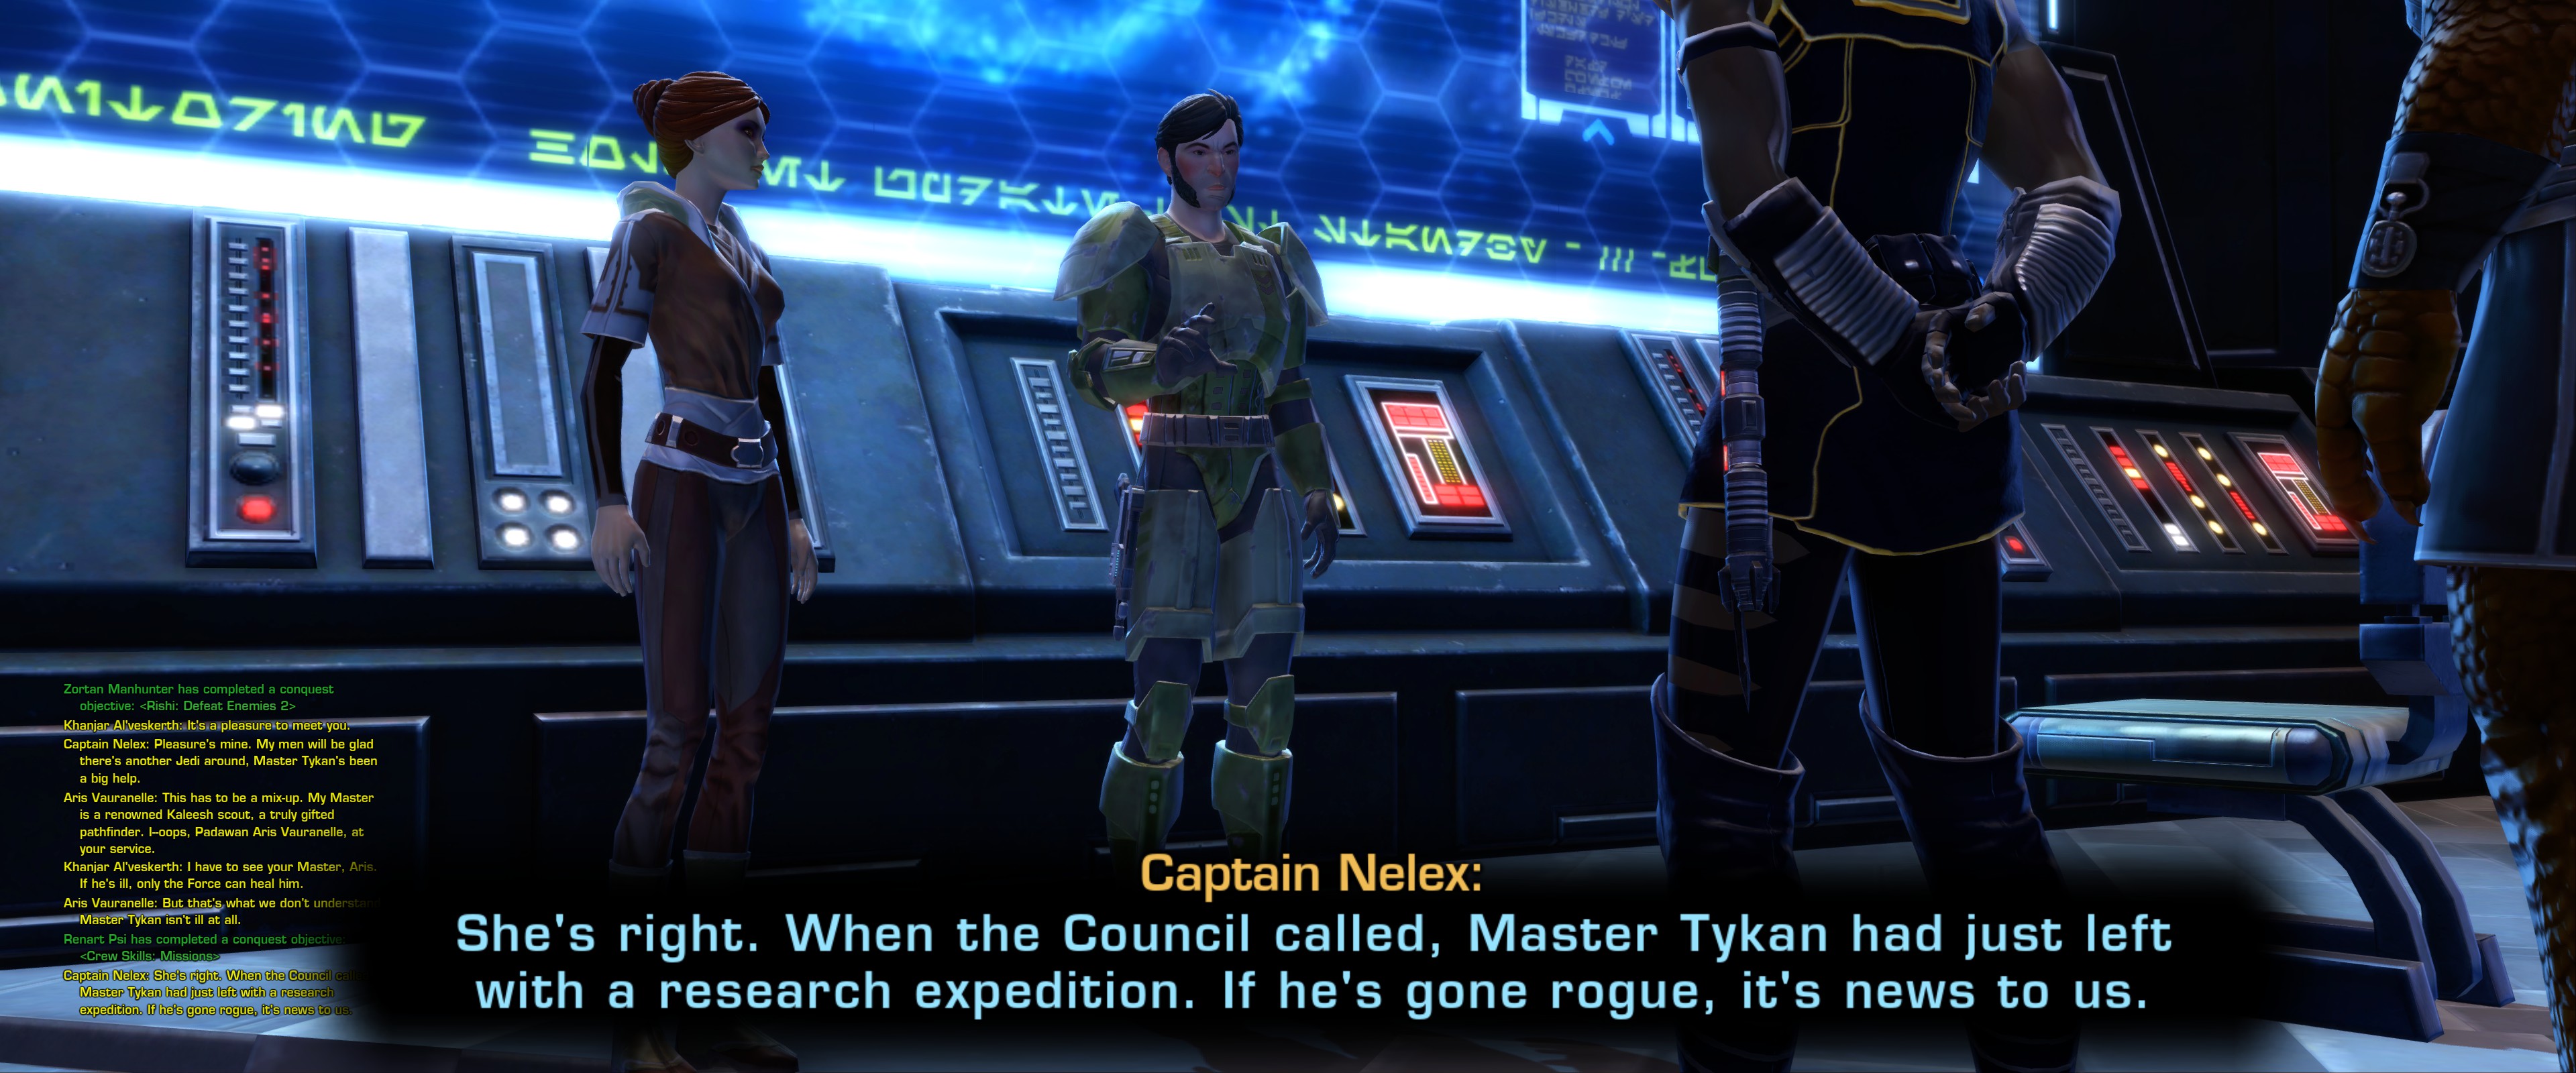 Zortan Manhunter has completed a conquest
objective: <Rishi: Defeat Enemies 2>
Khanjar Al'veskerth: It's a pleasure to meet you.
Captain Nelex: Pleasure's mine. My men will be glad
there's another Jedi around, Master Tykan's been
a big help.
Aris Vauranelle: This has to be a mix-up. My Master
is a renowned Kaleesh scout, a truly gifted
pathfinder. I–oops, Padawan Aris Vauranelle, at
your service.
Khanjar Al'veskerth: I have to see your Master, Aris.
If he's ill, only the Force can heal him.
Aris Vauranelle: But that's what we don't understand
Master Tykan isn't ill at all.
Renart Psi has completed a conquest objective:
<Crew Skills: Missions>
Captain Nelex: She's right. When the Council
Master Tykan had just left with a research
expedition. If he's gone rogue, it's news to us.
Captain Nelex:
She's right. When the Council called, Master Tykan had just left
with a research expedition. If he's gone rogue, it's news to us.